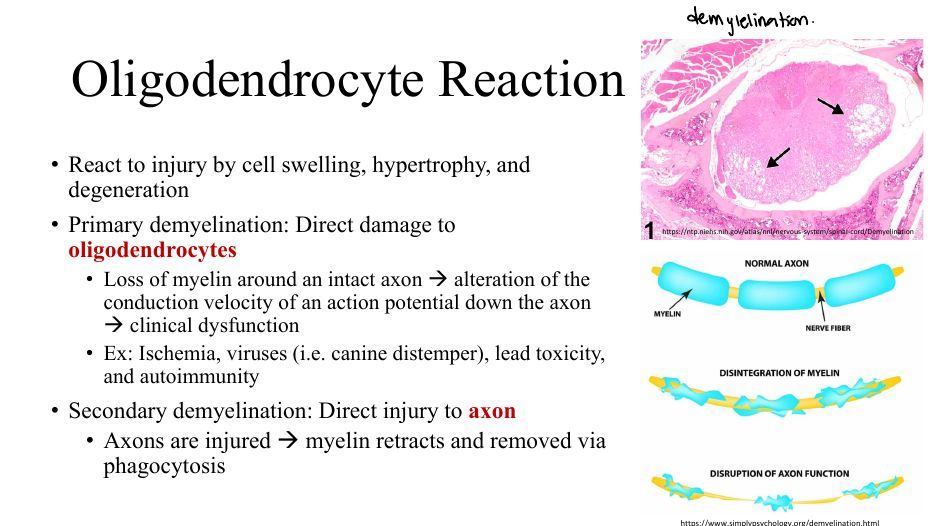 demylelination.
Oligodendrocyte Reaction
• React to injury by cell swelling, hypertrophy, and
degeneration
• Primary demyelination: Direct damage to
oligodendrocytes
• Loss of myelin around an intact axon → alteration of the
conduction velocity of an action potential down the axon
→ clinical dysfunction
• Ex: Ischemia, viruses (i.e. canine distemper), lead toxicity,
and autoimmunity
• Secondary demyelination: Direct injury to axon
• Axons are injured → myelin retracts and removed via
phagocytosis
1
https://ntp.niehs.nih.gov/atlas/nnl/nervous-system/spinal-cord/Demyelination
NORMAL AXON
MYELIN
NERVE FIBER
DISINTEGRATION OF MYELIN
DISRUPTION OF AXON FUNCTION
https://www.simplypsychology.org/demyelination.html